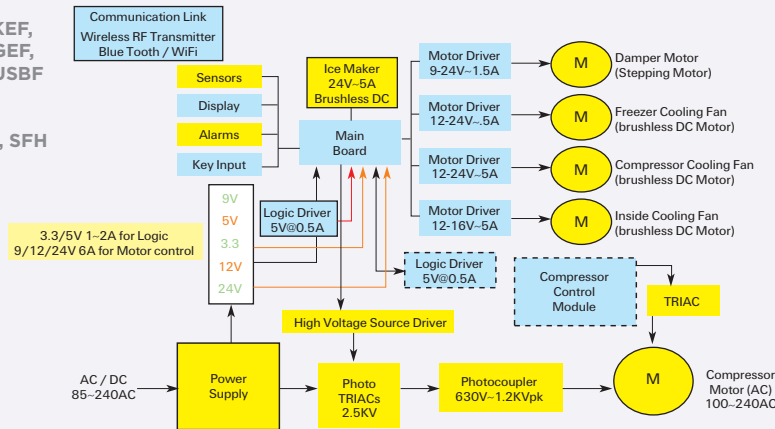 KEF,
GEF,
USBF
, SFH
Communication Link
Wireless RF Transmitter
Blue Tooth / WiFi
Sensors
Display
Alarms
Key Input
Ice Maker
24V~5A
Brushless DC
Main
Board
Motor Driver
9-24V~1.5A
M
Damper Motor
(Stepping Motor)
Motor Driver
12-24V~.5A
M
Freezer Cooling Fan
(brushless DC Motor)
Motor Driver
12-24V~5A
M
Compressor Cooling Fan
(brushless DC Motor)
Motor Driver
12-16V~5A
M
Inside Cooling Fan
(brushless DC Motor)
3.3/5V 1~2A for Logic
9/12/24V 6A for Motor control
9V
5V
3.3
12V
24V
Logic Driver
5V@0.5A
Logic Driver
5V@0.5A
Compressor
Control
Module
TRIAC
High Voltage Source Driver
AC / DC
85~240AC
Power
Supply
Photo
TRIACs
2.5KV
Photocoupler
630V~1.2KVpk
M
Compressor
Motor (AC)
100~240AC